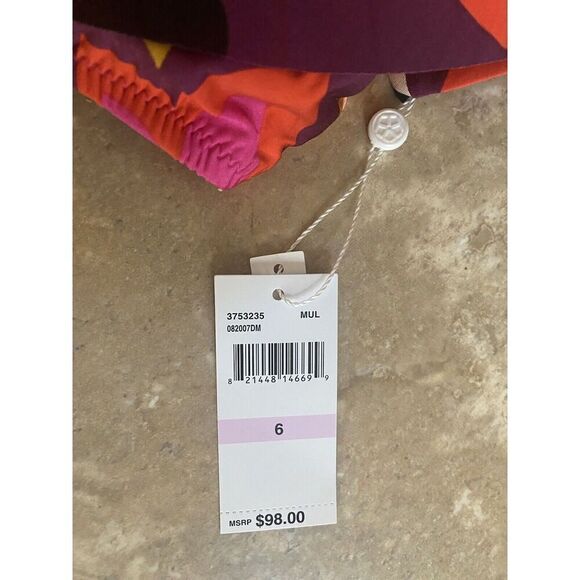 3753235 MUL
082007DM
8 21448 14669 9
6
MSRP $98.00